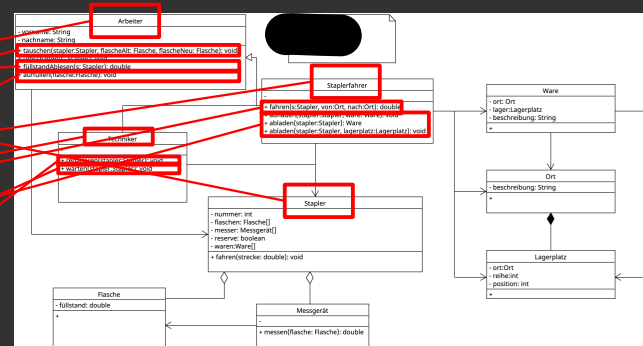 Arbeiter
- vorname: String
- nachname: String
+ tauschen(stapler:Stapler, flascheAlt: Flasche, flascheNeu: Flasche): void
+ füllstandAblesen(s: Stapler): double
+ auffüllen(flasche:Flasche): void
Staplerfahrer
-
+ fahren(s:Stapler, von:Ort, nach:Ort): double
+ abladen(stapler:Stapler): Ware
+ abladen(stapler:Stapler, lagerplatz:Lagerplatz): void
Techniker
+ warten(stapler:Stapler): void
Stapler
- nummer: int
- flaschen: Flasche[]
- messer: Messgerät[]
- reserve: boolean
- waren:Ware[]
+ fahren(strecke: double): void
Flasche
- füllstand: double
+
Messgerät
-
+ messen(flasche: Flasche): double
Ware
- ort: Ort
- lager:Lagerplatz
- beschreibung: String
+
Ort
- beschreibung: String
+
Lagerplatz
- ort:Ort
- reihe:int
- position: int
+